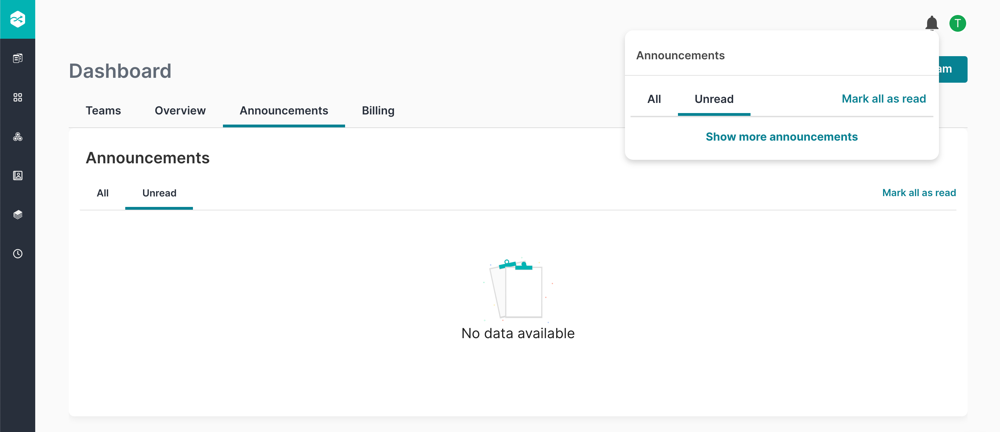 T
Announcements
Dashboard
All
Unread
Mark all as read
Teams
Overview
Announcements
Billing
Show more announcements
Announcements
All
Unread
Mark all as read
No data available